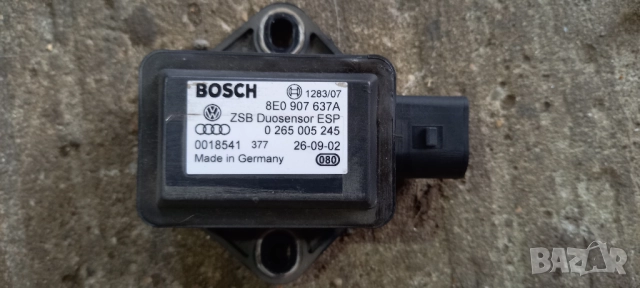 BOSCH 1283/07
8E0 907 637A
ZSB Duosensor ESP
0 265 005 245
0018541 377 26-09-02
Made in Germany 080
BAZAR